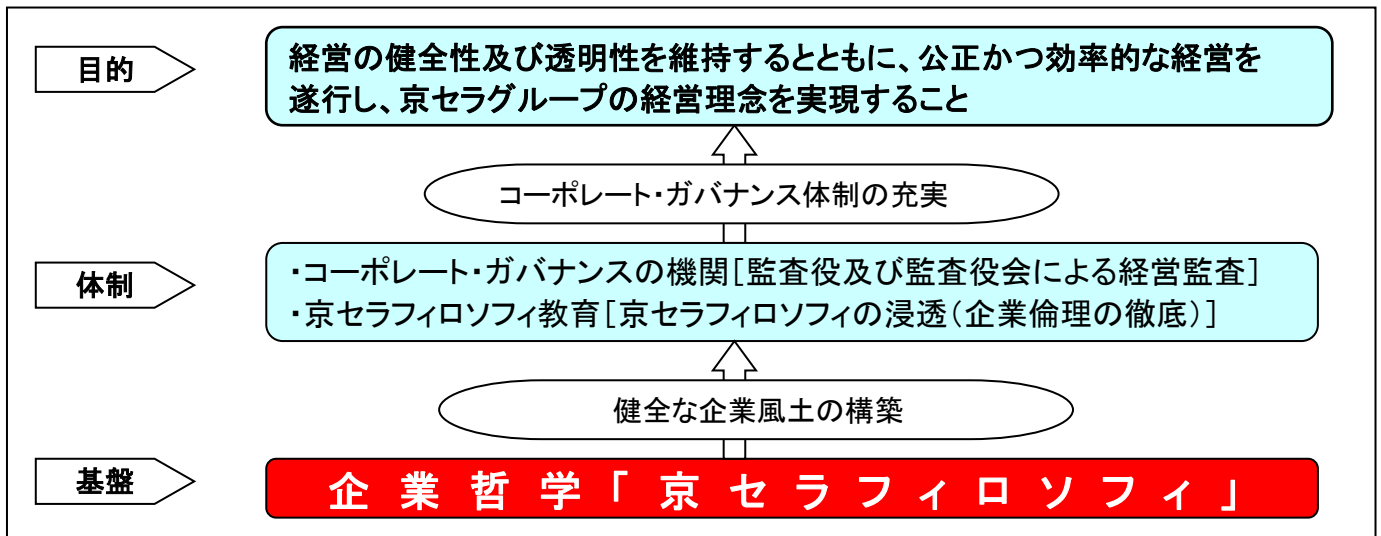 目的
経営の健全性及び透明性を維持するとともに、公正かつ効率的な経営を
遂行し、京セラグループの経営理念を実現すること
コーポレート・ガバナンス体制の充実
体制
・コーポレート・ガバナンスの機関[監査役及び監査役会による経営監査]
・京セラフィロソフィ教育[京セラフィロソフィの浸透(企業倫理の徹底)]
健全な企業風土の構築
基盤
企業哲学「京セラフィロソフィ」